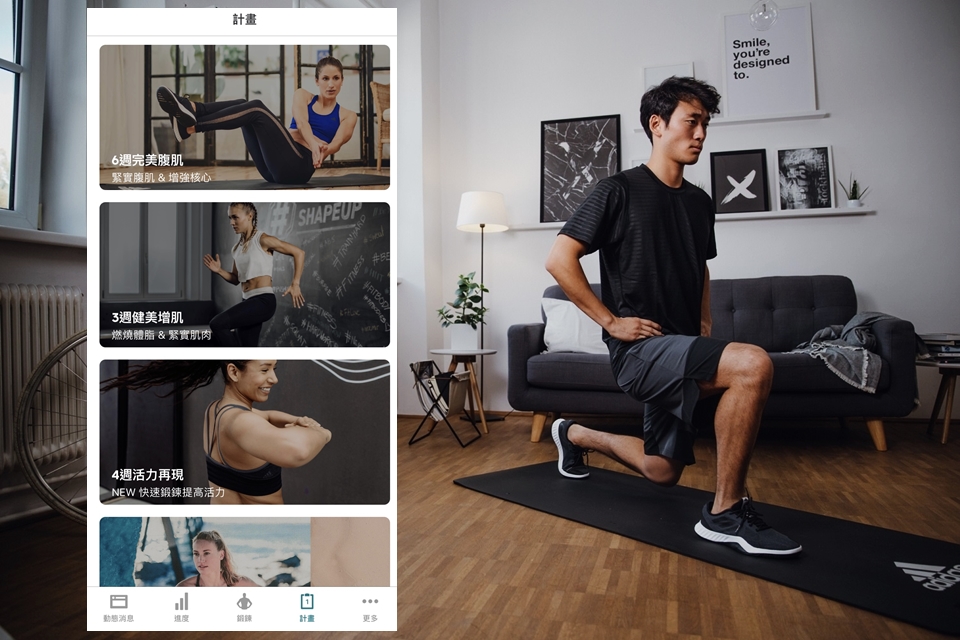 計畫
6週完美腹肌
緊實腹肌 & 增強核心
# SHAPEUP
#FITNESS
3週健美增肌
燃燒體脂 & 緊實肌肉
4週活力再現
NEW 快速鍛鍊提高活力
動態消息
進度
鍛鍊
計畫
更多
Smile,
you're
designed
to.
adidas